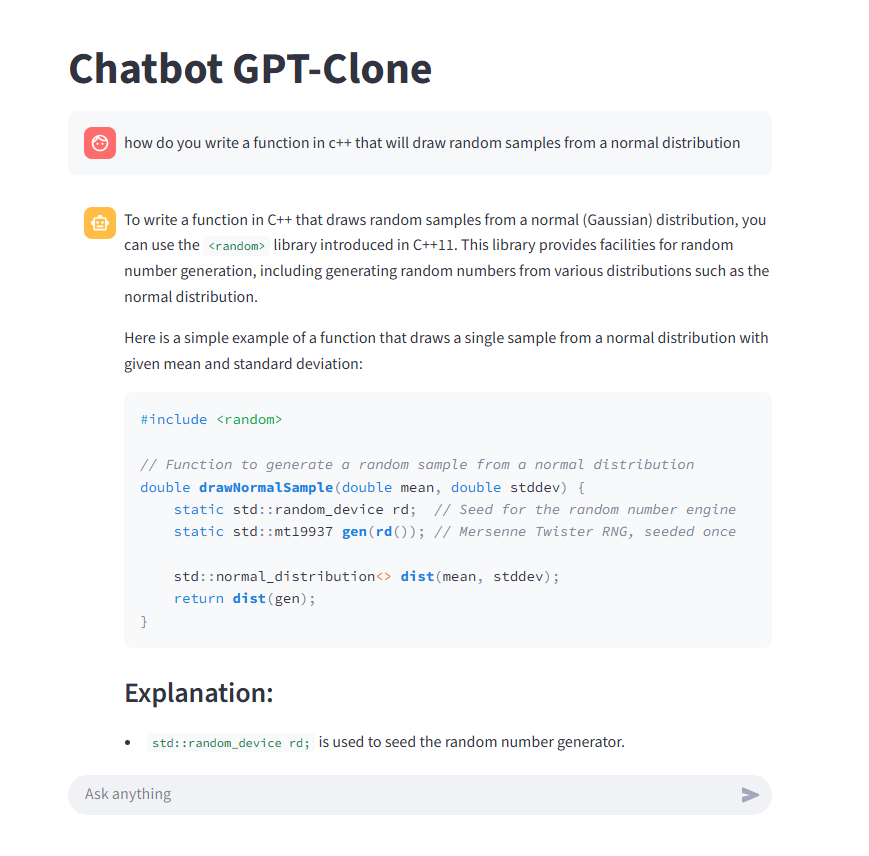 Chatbot GPT-Clone
how do you write a function in c++ that will draw random samples from a normal distribution
To write a function in C++ that draws random samples from a normal (Gaussian) distribution, you
can use the <random> library introduced in C++11. This library provides facilities for random
number generation, including generating random numbers from various distributions such as the
normal distribution.
Here is a simple example of a function that draws a single sample from a normal distribution with
given mean and standard deviation:
#include <random>
// Function to generate a random sample from a normal distribution
double drawNormalSample(double mean, double stddev) {
    static std::random_device rd;  // Seed for the random number engine
    static std::mt19937 gen(rd()); // Mersenne Twister RNG, seeded once
    std::normal_distribution<> dist(mean, stddev);
    return dist(gen);
}
Explanation:
• std::random_device rd; is used to seed the random number generator.
Ask anything